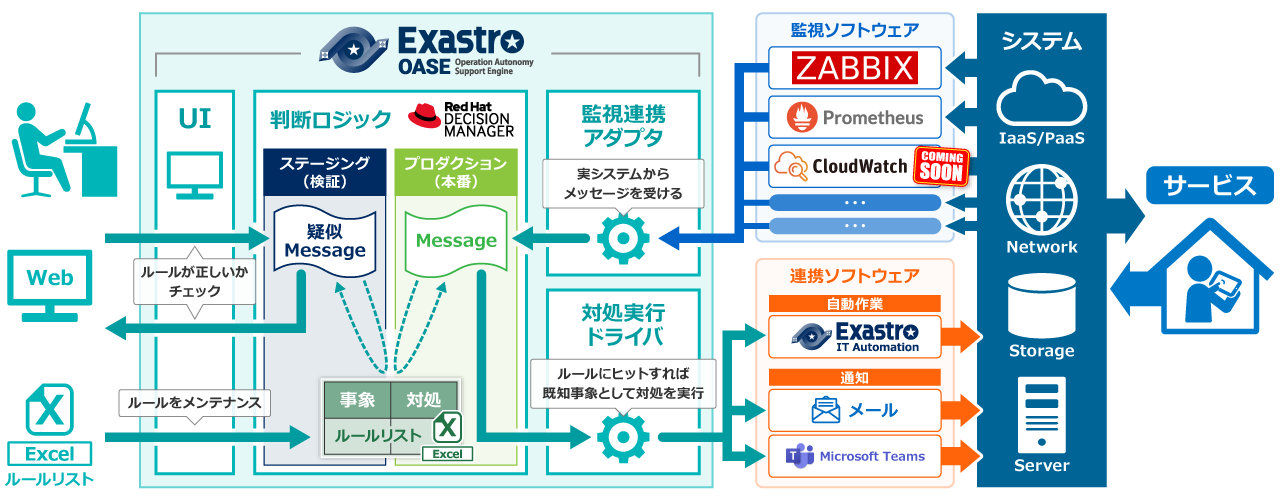 Exastro
OASE
Operation Autonomy
Support Engine
UI
判断ロジック
Red Hat
DECISION
MANAGER
ステージング
(検証)
プロダクション
(本番)
疑似
Message
Message
監視連携
アダプタ
実システムから
メッセージを受ける
対処実行
ドライバ
ルールにヒットすれば
既知事象として対処を実行
Web
ルールが正しいか
チェック
ルールをメンテナンス
X
Excel
ルールリスト
事象
対処
ルールリスト
X
Excel
監視ソフトウェア
ZABBIX
Prometheus
CloudWatch
COMING
SOON
...
...
連携ソフトウェア
自動作業
Exastro
IT Automation
通知
メール
T
Microsoft Teams
システム
IaaS/PaaS
Network
Storage
Server
サービス